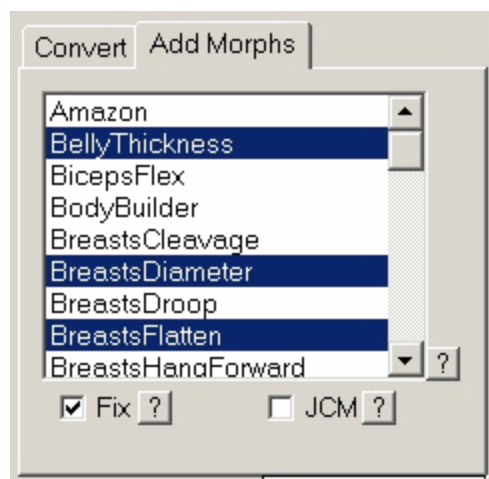 Convert Add Morphs
Amazon
BellyThickness
BicepsFlex
BodyBuilder
BreastsCleavage
BreastsDiameter
BreastsDroop
BreastsFlatten
BreastsHangForward
?
Fix ? JCM ?